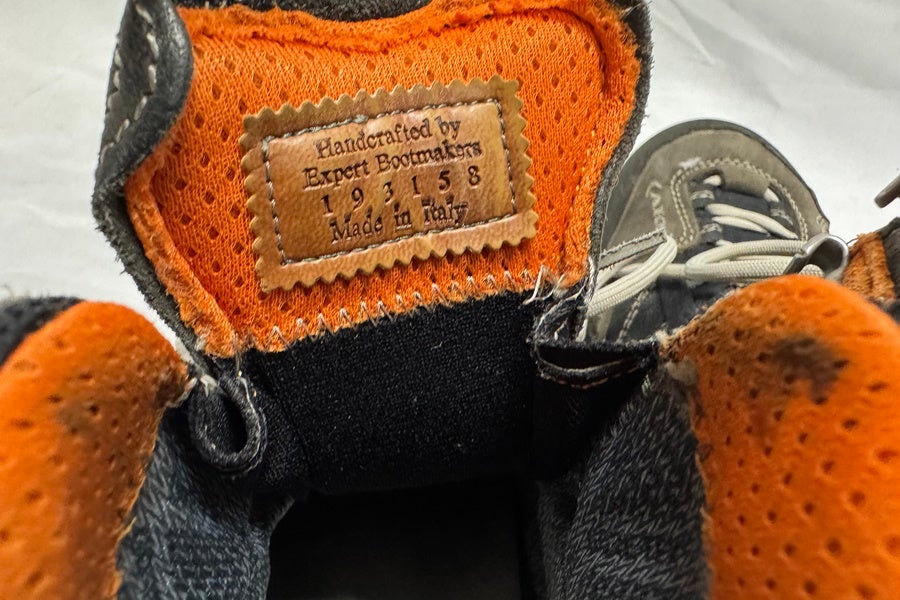 Handcrafted by
Expert Bootmakers
1 9 3 1 5 8
Made in Italy